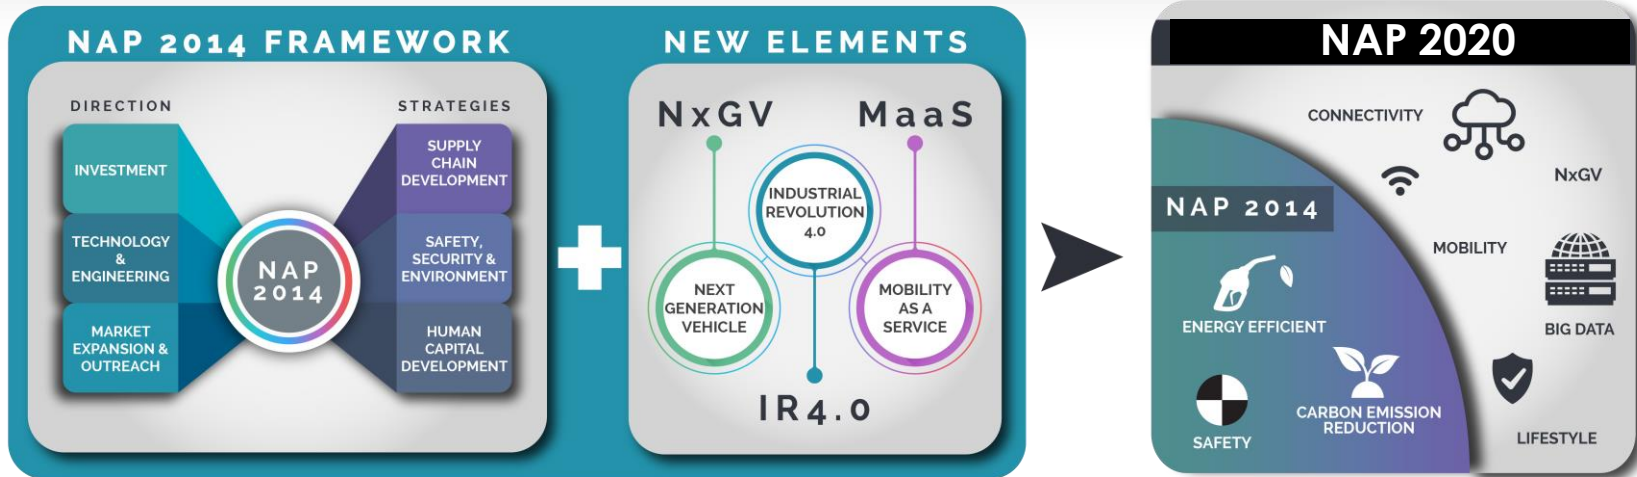 NAP 2014 FRAMEWORK
DIRECTION
STRATEGIES
INVESTMENT
TECHNOLOGY
&
ENGINEERING
MARKET
EXPANSION &
OUTREACH
NAP
2014
SUPPLY
CHAIN
DEVELOPMENT
SAFETY,
SECURITY &
ENVIRONMENT
HUMAN
CAPITAL
DEVELOPMENT
NEW ELEMENTS
NxGV
MaaS
INDUSTRIAL
REVOLUTION
4.0
NEXT
GENERATION
VEHICLE
MOBILITY
AS A
SERVICE
IR4.0
NAP 2020
CONNECTIVITY
NxGV
MOBILITY
BIG DATA
LIFESTYLE
NAP 2014
ENERGY EFFICIENT
CARBON EMISSION
REDUCTION
SAFETY